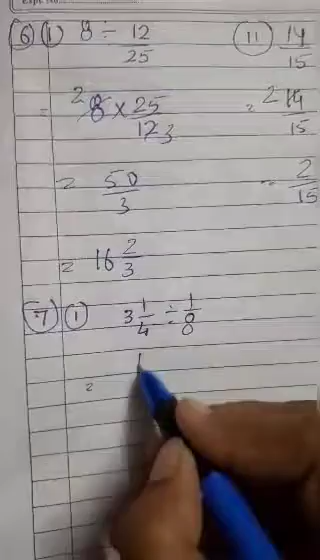 6 (i) 8 ÷ 12/25 (ii) 14/15
= 2 8 × 25/12 3 = 2 14/15
= 50/3 = 2/15
= 16 2/3
7 (i) 3 1/4 ÷ 1/8
= 1